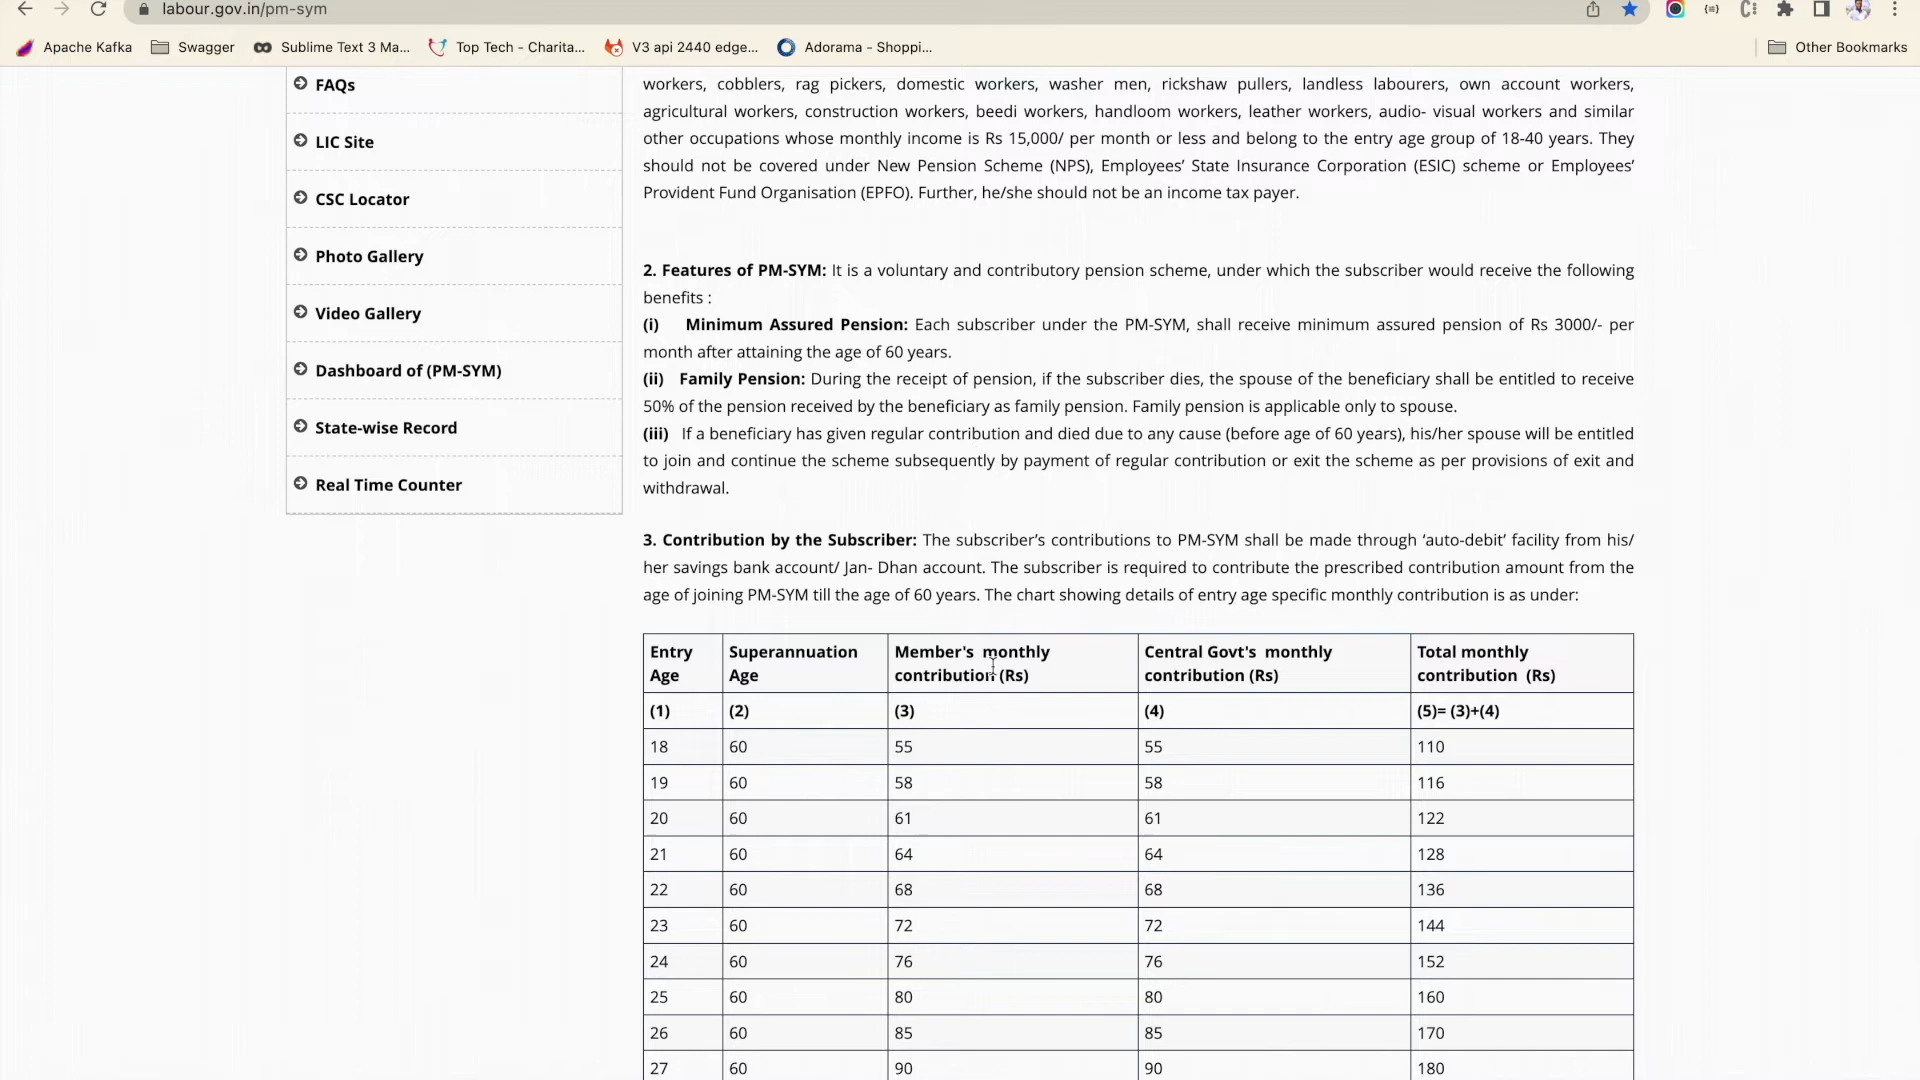 labour.gov.in/pm-sym
Apache Kafka Swagger Sublime Text 3 Ma... Top Tech - Charita... V3 api 2440 edge... Adorama - Shoppi... Other Bookmarks
FAQs
LIC Site
CSC Locator
Photo Gallery
Video Gallery
Dashboard of (PM-SYM)
State-wise Record
Real Time Counter
workers, cobblers, rag pickers, domestic workers, washer men, rickshaw pullers, landless labourers, own account workers,
agricultural workers, construction workers, beedi workers, handloom workers, leather workers, audio- visual workers and similar
other occupations whose monthly income is Rs 15,000/ per month or less and belong to the entry age group of 18-40 years. They
should not be covered under New Pension Scheme (NPS), Employees’ State Insurance Corporation (ESIC) scheme or Employees’
Provident Fund Organisation (EPFO). Further, he/she should not be an income tax payer.
2. Features of PM-SYM: It is a voluntary and contributory pension scheme, under which the subscriber would receive the following
benefits :
(i) Minimum Assured Pension: Each subscriber under the PM-SYM, shall receive minimum assured pension of Rs 3000/- per
month after attaining the age of 60 years.
(ii) Family Pension: During the receipt of pension, if the subscriber dies, the spouse of the beneficiary shall be entitled to receive
50% of the pension received by the beneficiary as family pension. Family pension is applicable only to spouse.
(iii) If a beneficiary has given regular contribution and died due to any cause (before age of 60 years), his/her spouse will be entitled
to join and continue the scheme subsequently by payment of regular contribution or exit the scheme as per provisions of exit and
withdrawal.
3. Contribution by the Subscriber: The subscriber’s contributions to PM-SYM shall be made through ‘auto-debit’ facility from his/
her savings bank account/ Jan- Dhan account. The subscriber is required to contribute the prescribed contribution amount from the
age of joining PM-SYM till the age of 60 years. The chart showing details of entry age specific monthly contribution is as under:
Entry Superannuation Member's monthly Central Govt's monthly Total monthly
Age Age contribution (Rs) contribution (Rs) contribution (Rs)
(1) (2) (3) (4) (5)= (3)+(4)
18 60 55 55 110
19 60 58 58 116
20 60 61 61 122
21 60 64 64 128
22 60 68 68 136
23 60 72 72 144
24 60 76 76 152
25 60 80 80 160
26 60 85 85 170
27 60 90 90 180